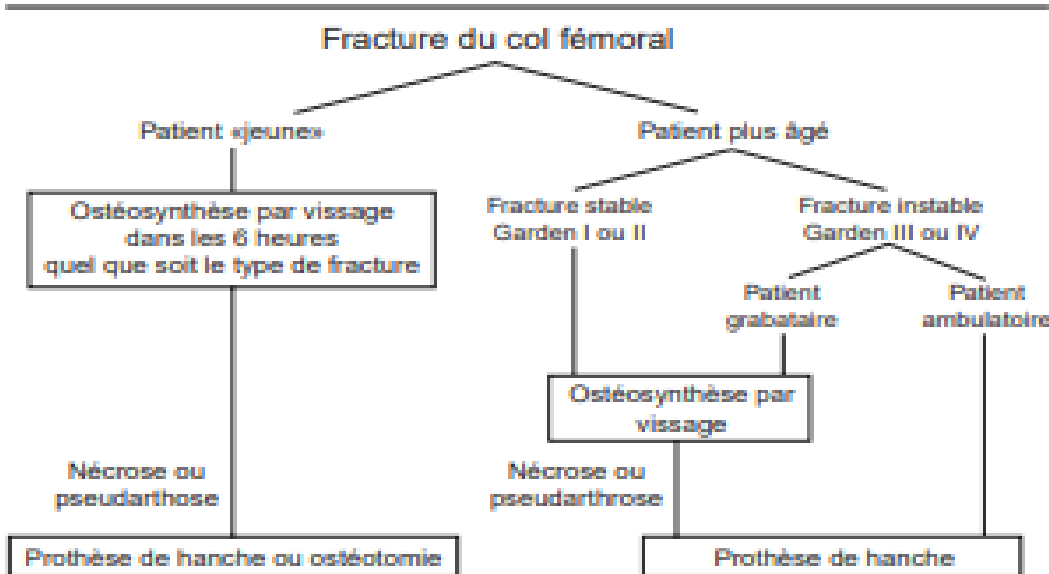 Fracture du col fémoral
Patient «jeune»
Patient plus âgé
Ostéosynthèse par vissage
dans les 6 heures
quel que soit le type de fracture
Fracture stable
Garden I ou II
Fracture instable
Garden III ou IV
Patient
grabataire
Patient
ambulatoire
Ostéosynthèse par
vissage
Nécrose ou
pseudarthose
Nécrose ou
pseudarthrose
Prothèse de hanche ou ostéotomie
Prothèse de hanche